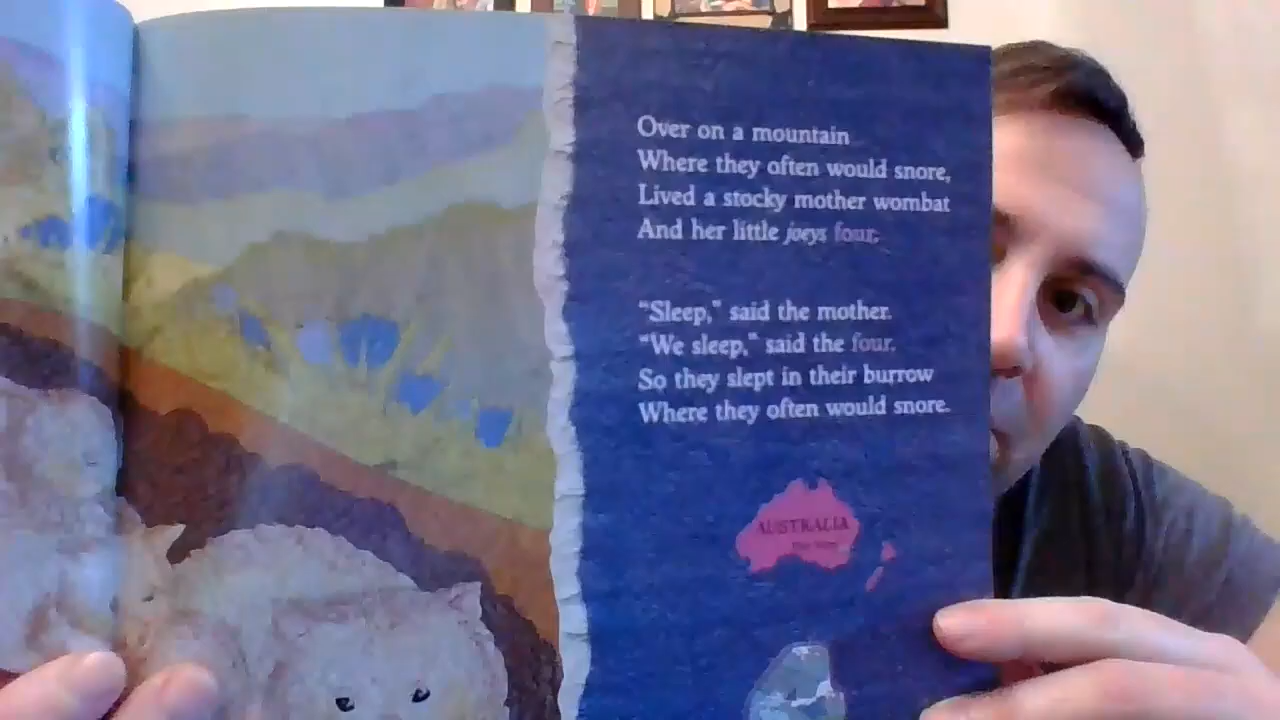 Over on a mountain
Where they often would snore,
Lived a stocky mother wombat
And her little joeys four.
“Sleep,” said the mother.
“We sleep,” said the four.
So they slept in their burrow
Where they often would snore.
AUSTRALIA